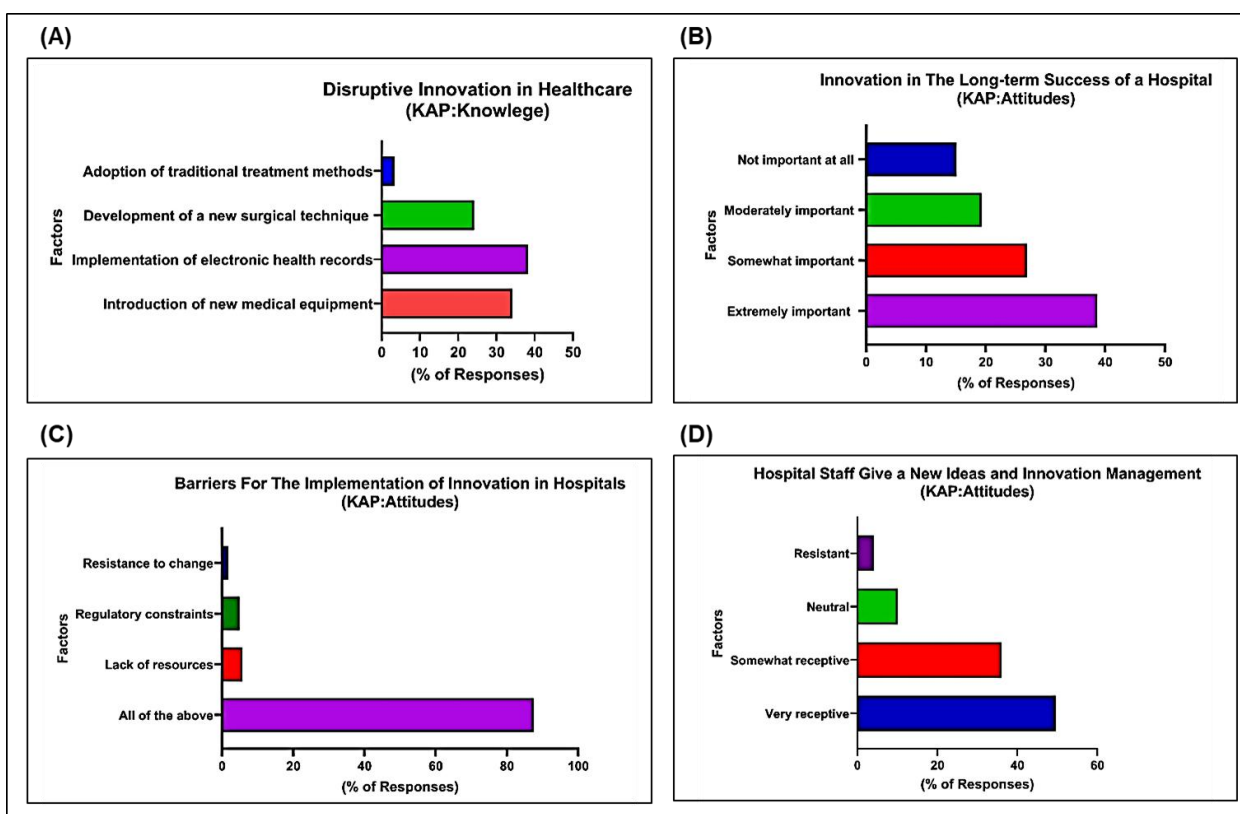 (A)
Disruptive Innovation in Healthcare
(KAP:Knowlege)
Factors
Adoption of traditional treatment methods
Development of a new surgical technique
Implementation of electronic health records
Introduction of new medical equipment
0 10 20 30 40 50
(% of Responses)
(B)
Innovation in The Long-term Success of a Hospital
(KAP:Attitudes)
Factors
Not important at all
Moderately important
Somewhat important
Extremely important
0 10 20 30 40 50
(% of Responses)
(C)
Barriers For The Implementation of Innovation in Hospitals
(KAP:Attitudes)
Factors
Resistance to change
Regulatory constraints
Lack of resources
All of the above
0 20 40 60 80 100
(% of Responses)
(D)
Hospital Staff Give a New Ideas and Innovation Management
(KAP:Attitudes)
Factors
Resistant
Neutral
Somewhat receptive
Very receptive
0 20 40 60
(% of Responses)